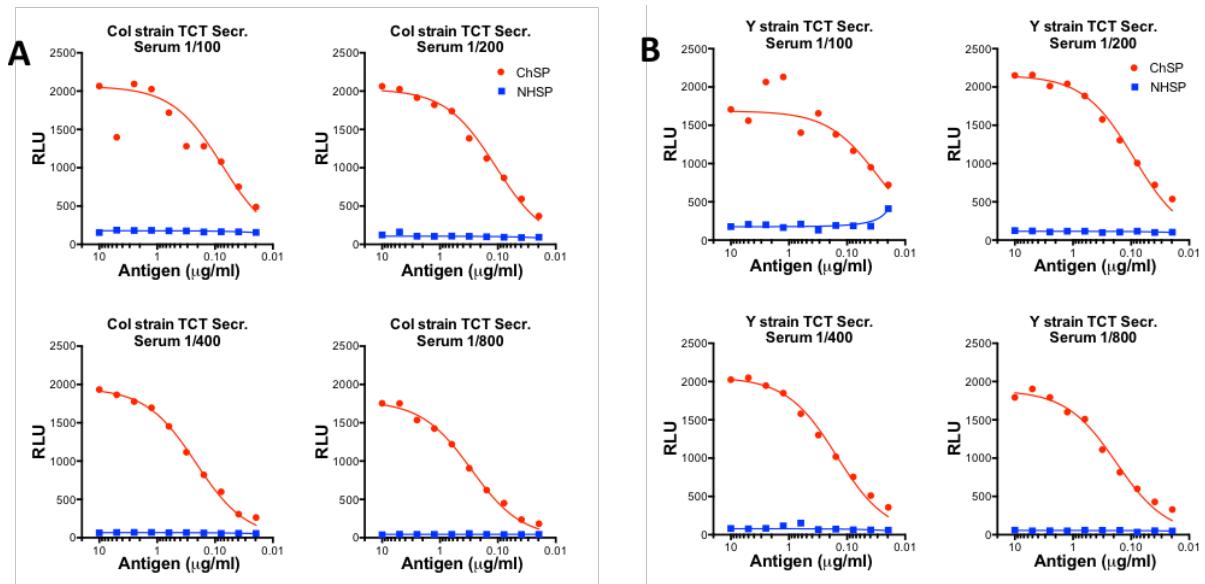 A
Col strain TCT Secr.
Serum 1/100
2500
2000
1500
1000
500
0
RLU
10
1
0.10
0.01
Antigen (μg/ml)
Col strain TCT Secr.
Serum 1/200
2500
2000
1500
1000
500
0
RLU
ChSP
NHSP
10
1
0.10
0.01
Antigen (μg/ml)
Col strain TCT Secr.
Serum 1/400
2500
2000
1500
1000
500
0
RLU
10
1
0.10
0.01
Antigen (μg/ml)
Col strain TCT Secr.
Serum 1/800
2500
2000
1500
1000
500
0
RLU
10
1
0.10
0.01
Antigen (μg/ml)
B
Y strain TCT Secr.
Serum 1/100
2500
2000
1500
1000
500
0
RLU
10
1
0.10
0.01
Antigen (μg/ml)
Y strain TCT Secr.
Serum 1/200
2500
2000
1500
1000
500
0
RLU
ChSP
NHSP
10
1
0.10
0.01
Antigen (μg/ml)
Y strain TCT Secr.
Serum 1/400
2500
2000
1500
1000
500
0
RLU
10
1
0.10
0.01
Antigen (μg/ml)
Y strain TCT Secr.
Serum 1/800
2500
2000
1500
1000
500
0
RLU
10
1
0.10
0.01
Antigen (μg/ml)